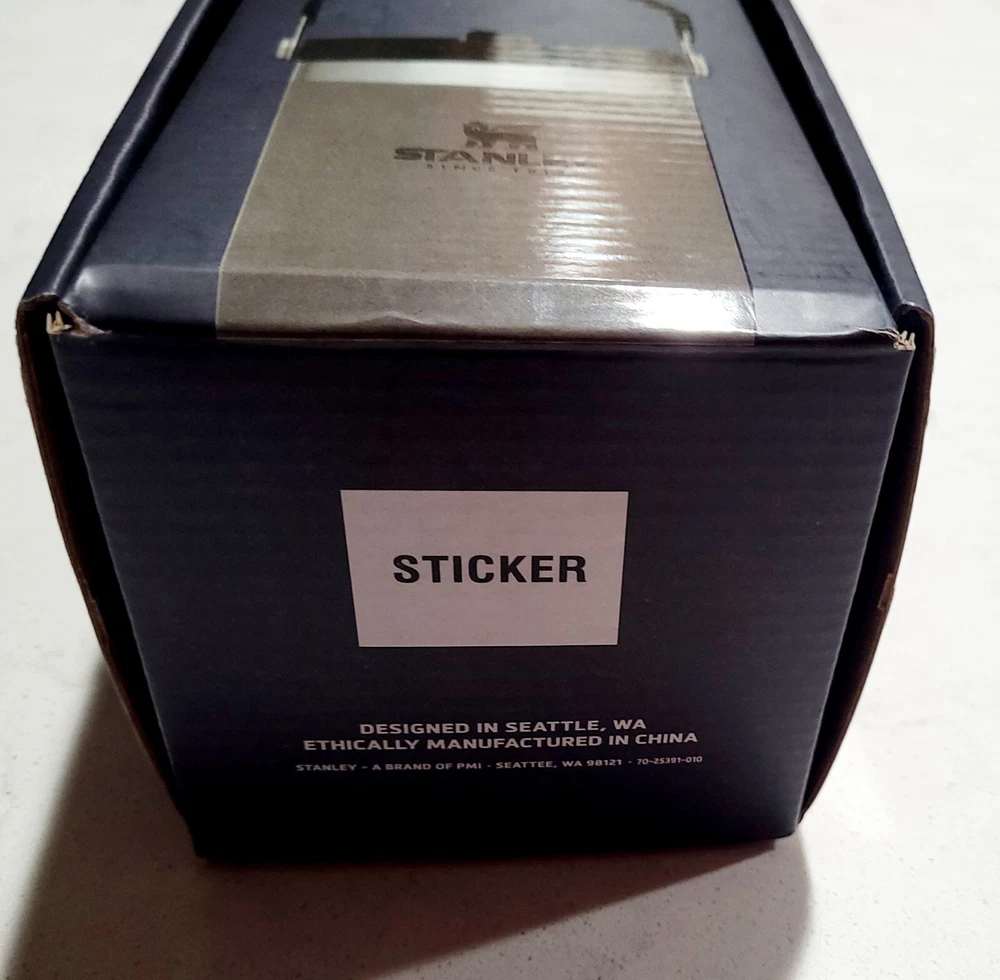 STANLEY
STICKER
DESIGNED IN SEATTLE, WA
ETHICALLY MANUFACTURED IN CHINA
STANLEY – A BRAND OF PMI · SEATTEE, WA 98121 · 70-25391-010